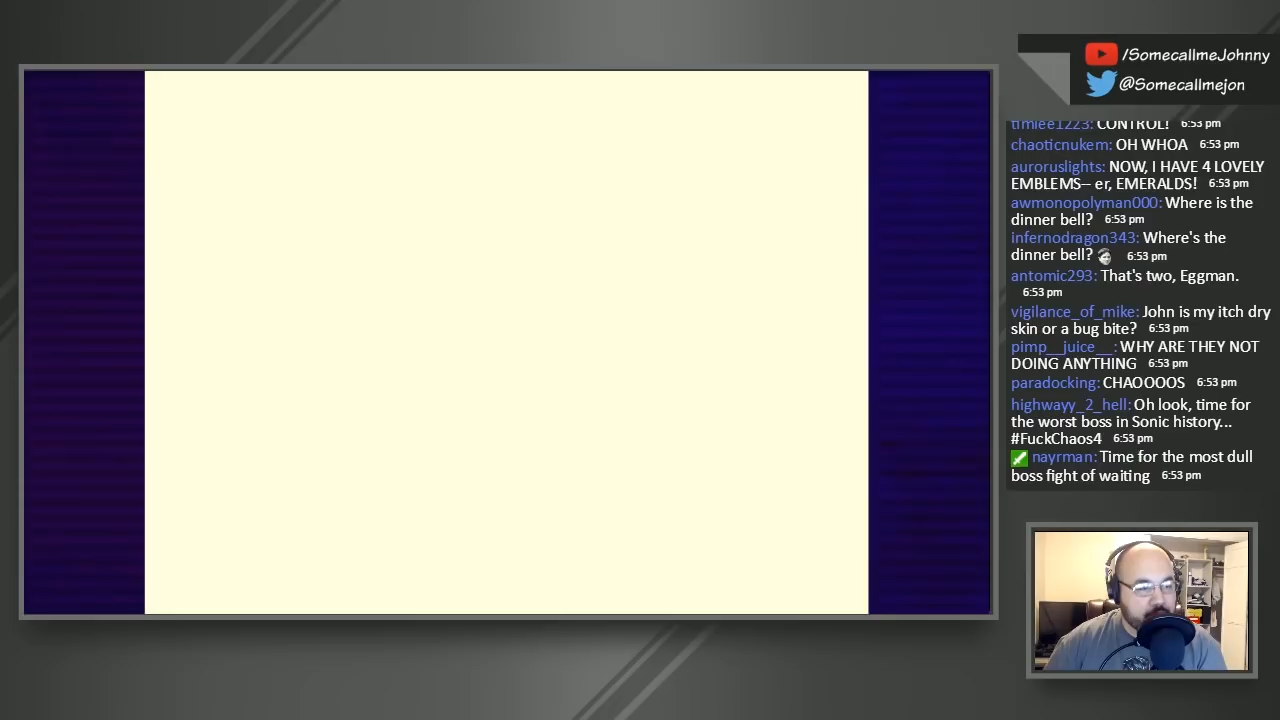 /SomecallmeJohnny
@Somecallmejon
timlee1223: CONTROL! 6:53 pm
chaoticnukem: OH WHOA 6:53 pm
auroruslights: NOW, I HAVE 4 LOVELY
EMBLEMS-- er, EMERALDS! 6:53 pm
awmonopolyman000: Where is the
dinner bell? 6:53 pm
infernodragon343: Where's the
dinner bell? 6:53 pm
antomic293: That's two, Eggman.
6:53 pm
vigilance_of_mike: John is my itch dry
skin or a bug bite? 6:53 pm
pimp__juice__: WHY ARE THEY NOT
DOING ANYTHING 6:53 pm
paradocking: CHAOOOOS 6:53 pm
highwayy_2_hell: Oh look, time for
the worst boss in Sonic history...
#FuckChaos4 6:53 pm
nayrman: Time for the most dull
boss fight of waiting 6:53 pm